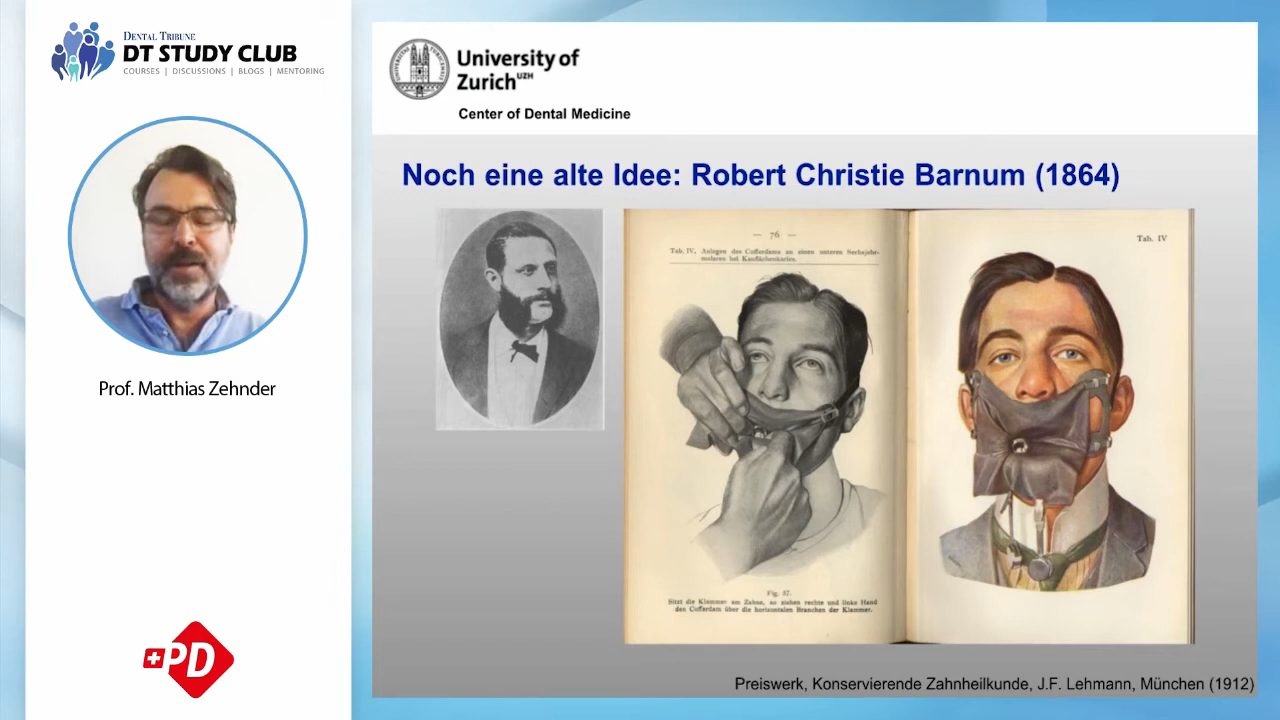 DENTAL TRIBUNE
DT STUDY CLUB
COURSES | DISCUSSIONS | BLOGS | MENTORING
Prof. Matthias Zehnder
+PD
University of
Zurich UZH
Center of Dental Medicine
Noch eine alte Idee: Robert Christie Barnum (1864)
— 76 —
Tab. IV, Anlegen des Cofferdams an einen unteren Sechsjahr-
molaren bei Kauflächenkaries.
Fig. 57.
Sitzt die Klammer am Zahne, so ziehen rechte und linke Hand
den Cofferdam über die horizontalen Branchen der Klammer.
Tab. IV
Preiswerk, Konservierende Zahnheilkunde, J.F. Lehmann, München (1912)